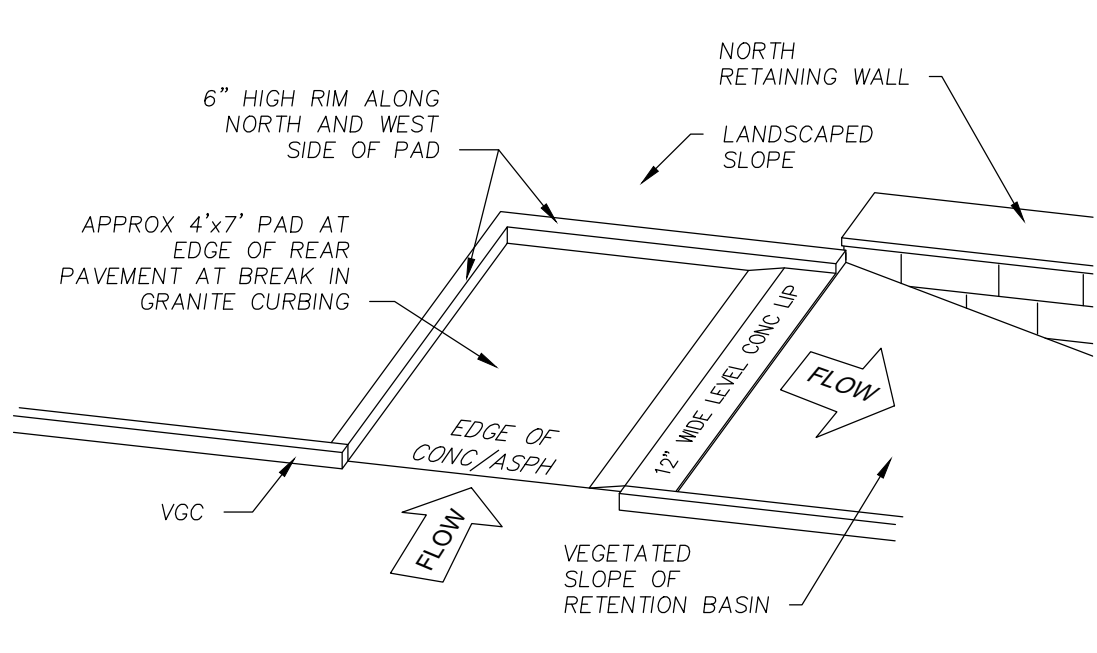 NORTH
RETAINING WALL
6" HIGH RIM ALONG
NORTH AND WEST
SIDE OF PAD
LANDSCAPED
SLOPE
APPROX 4'x7' PAD AT
EDGE OF REAR
PAVEMENT AT BREAK IN
GRANITE CURBING
12" WIDE LEVEL CONC LIP
FLOW
EDGE OF
CONC/ASPH
VGC
FLOW
VEGETATED
SLOPE OF
RETENTION BASIN